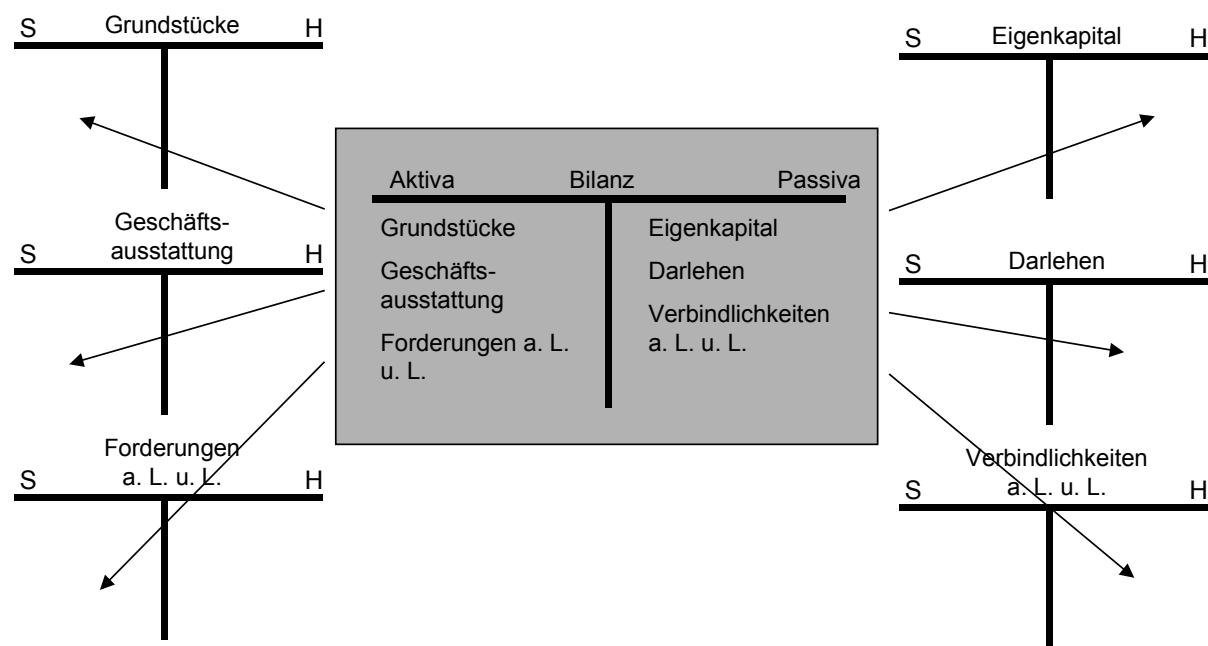 S Grundstücke H
Geschäfts-
ausstattung
S H
Forderungen
a. L. u. L.
S H
Aktiva Bilanz Passiva
Grundstücke
Geschäfts-
ausstattung
Forderungen a. L.
u. L.
Eigenkapital
Darlehen
Verbindlichkeiten
a. L. u. L.
S Eigenkapital H
S Darlehen H
Verbindlichkeiten
a. L. u. L.
S H